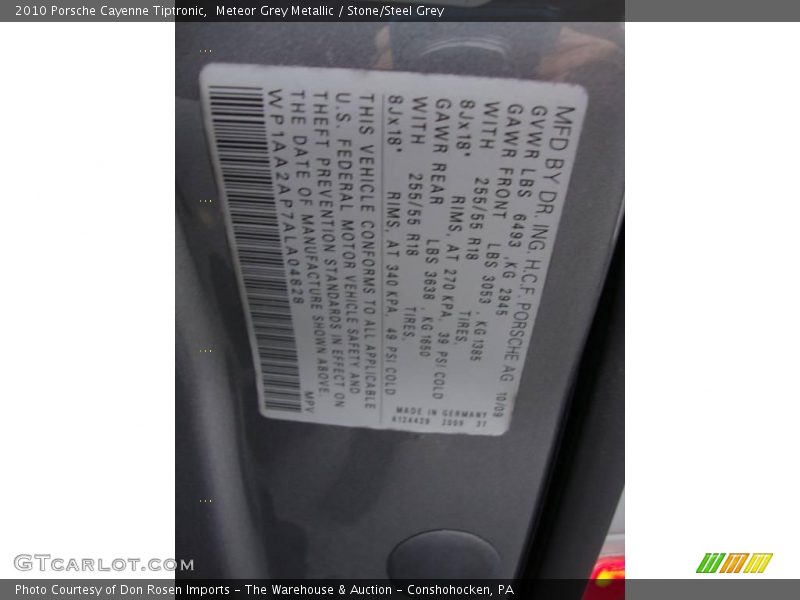 2010 Porsche Cayenne Tiptronic,  Meteor Grey Metallic / Stone/Steel Grey
MFD BY DR. ING. H.C.F. PORSCHE AG 10/09
GVWR LBS 6493 ,KG 2945
GAWR FRONT LBS 3053 , KG 1385
WITH 255/55 R18 TIRES,
8Jx18" RIMS, AT 270 KPA, 39 PSI COLD
GAWR REAR LBS 3638 , KG 1650
WITH 255/55 R18 TIRES,
8Jx18" RIMS, AT 340 KPA, 49 PSI COLD
THIS VEHICLE CONFORMS TO ALL APPLICABLE
U.S. FEDERAL MOTOR VEHICLE SAFETY AND
THEFT PREVENTION STANDARDS IN EFFECT ON
THE DATE OF MANUFACTURE SHOWN ABOVE.
WP1AA2AP7ALA04828 MPV
MADE IN GERMANY
2009 37
GTcarlot.com
Photo Courtesy of Don Rosen Imports - The Warehouse & Auction - Conshohocken, PA